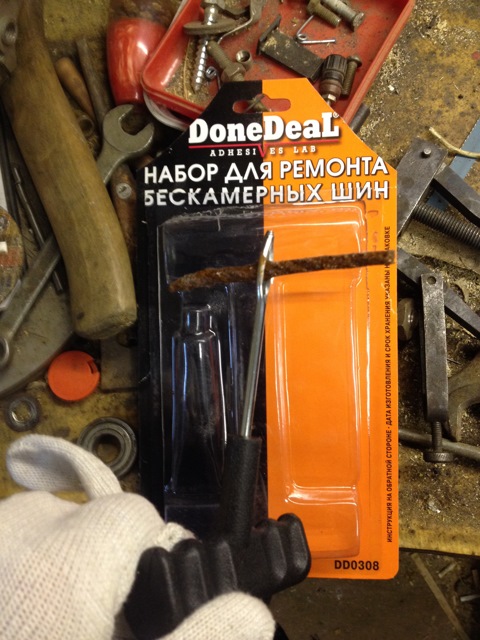 DoneDeaL
ADHESIVES LAB
НАБОР ДЛЯ РЕМОНТА
БЕСКАМЕРНЫХ ШИН
ИНСТРУКЦИЯ НА ОБРАТНОЙ СТОРОНЕ · ДАТА ИЗГОТОВЛЕНИЯ И СРОК ХРАНЕНИЯ УКАЗАНЫ НА УПАКОВКЕ
DD0308